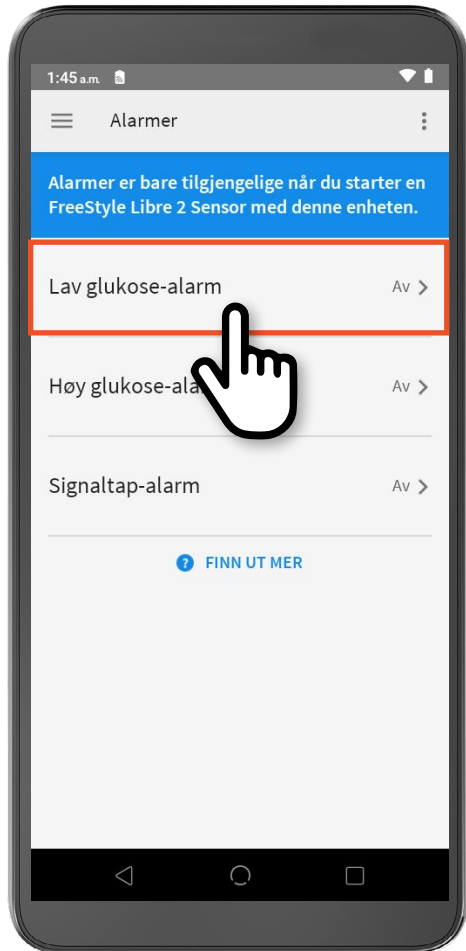 1:45 a.m.
Alarmer
Alarmer er bare tilgjengelige når du starter en
FreeStyle Libre 2 Sensor med denne enheten.
Lav glukose-alarm Av
Høy glukose-ala Av
Signaltap-alarm Av
? FINN UT MER